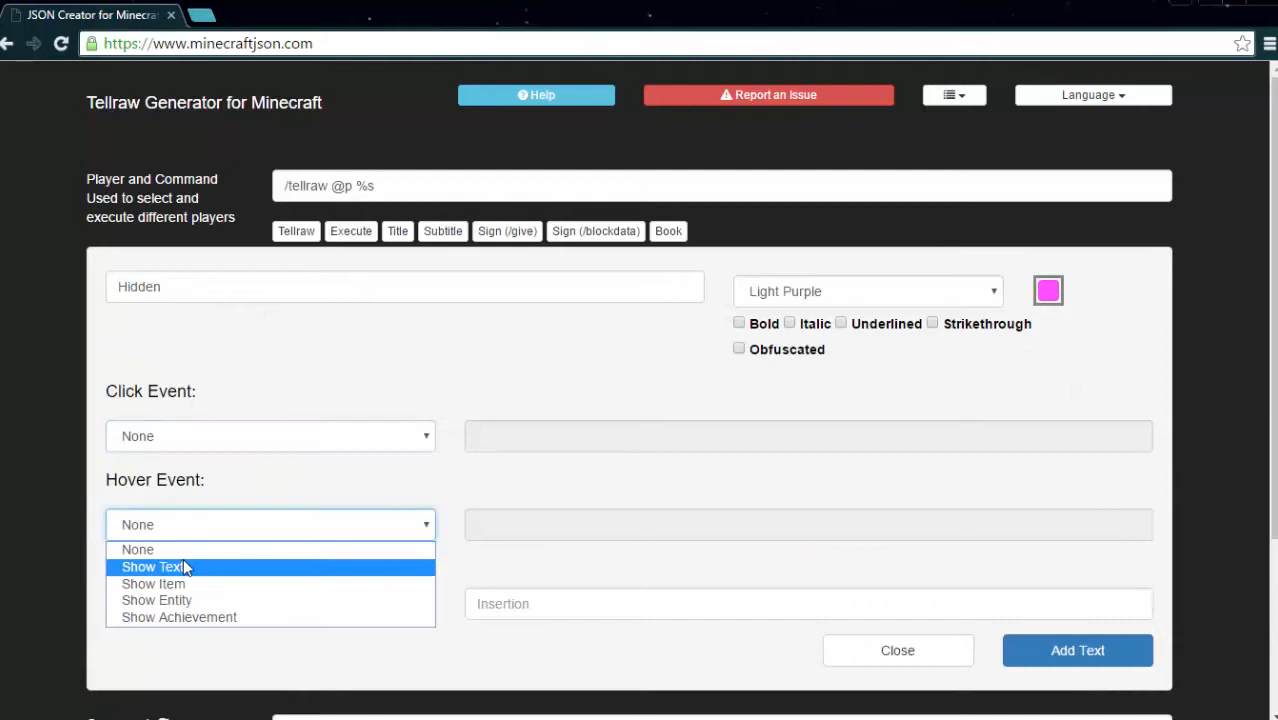 JSON Creator for Minecra
https://www.minecraftjson.com
Tellraw Generator for Minecraft
Help
Report an Issue
Language
Player and Command
Used to select and
execute different players
/tellraw @p %s
Tellraw
Execute
Title
Subtitle
Sign (/give)
Sign (/blockdata)
Book
Hidden
Light Purple
Bold
Italic
Underlined
Strikethrough
Obfuscated
Click Event:
None
Hover Event:
None
None
Show Text
Show Item
Show Entity
Show Achievement
Insertion
Close
Add Text